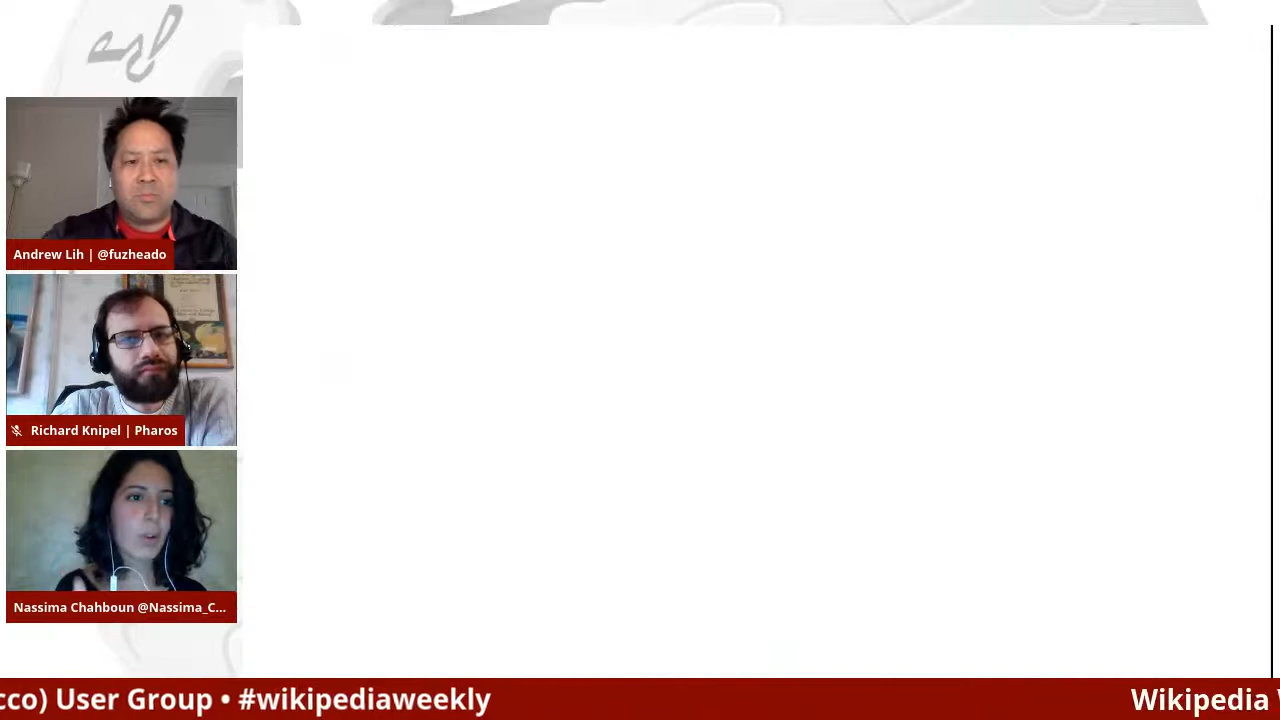 Andrew Lih | @fuzheado
Richard Knipel | Pharos
Nassima Chahboun @Nassima_C...
cco) User Group • #wikipediaweekly
Wikipedia